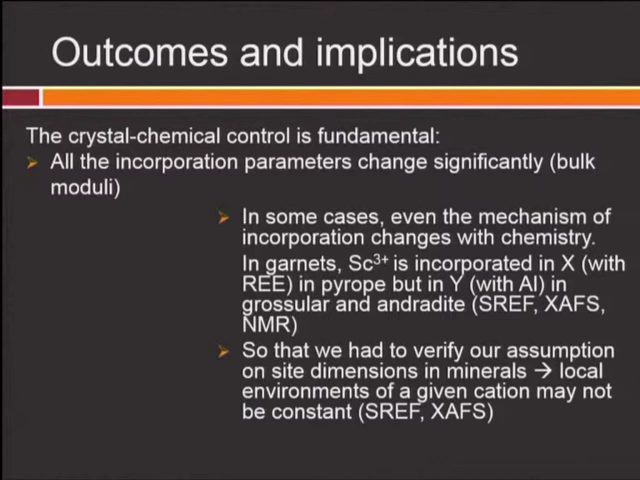 Outcomes and implications
The crystal-chemical control is fundamental:
➢ All the incorporation parameters change significantly (bulk
moduli)
➢ In some cases, even the mechanism of
incorporation changes with chemistry.
In garnets, Sc³⁺ is incorporated in X (with
REE) in pyrope but in Y (with Al) in
grossular and andradite (SREF, XAFS,
NMR)
➢ So that we had to verify our assumption
on site dimensions in minerals → local
environments of a given cation may not
be constant (SREF, XAFS)